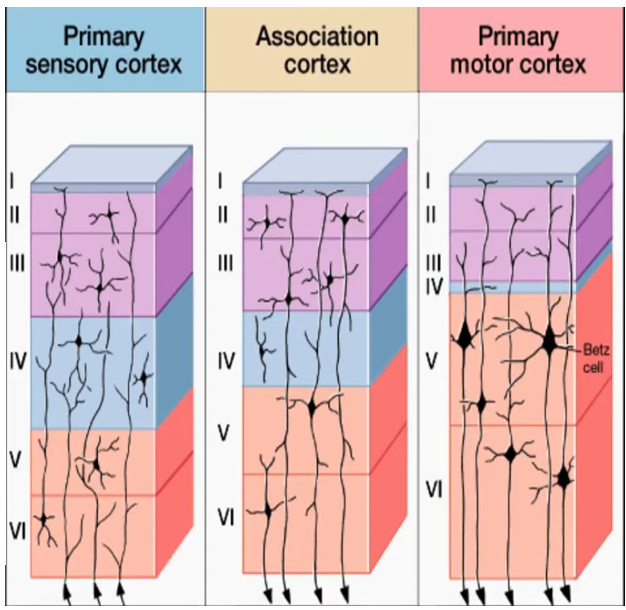 Primary
sensory cortex
Association
cortex
Primary
motor cortex
I
II
III
IV
V
VI
I
II
III
IV
V
VI
I
II
III
IV
V
VI
Betz
cell